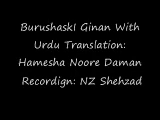 BurushaskI Ginan With
Urdu Translation:
Hamesha Noore Daman
Recordign: NZ Shehzad